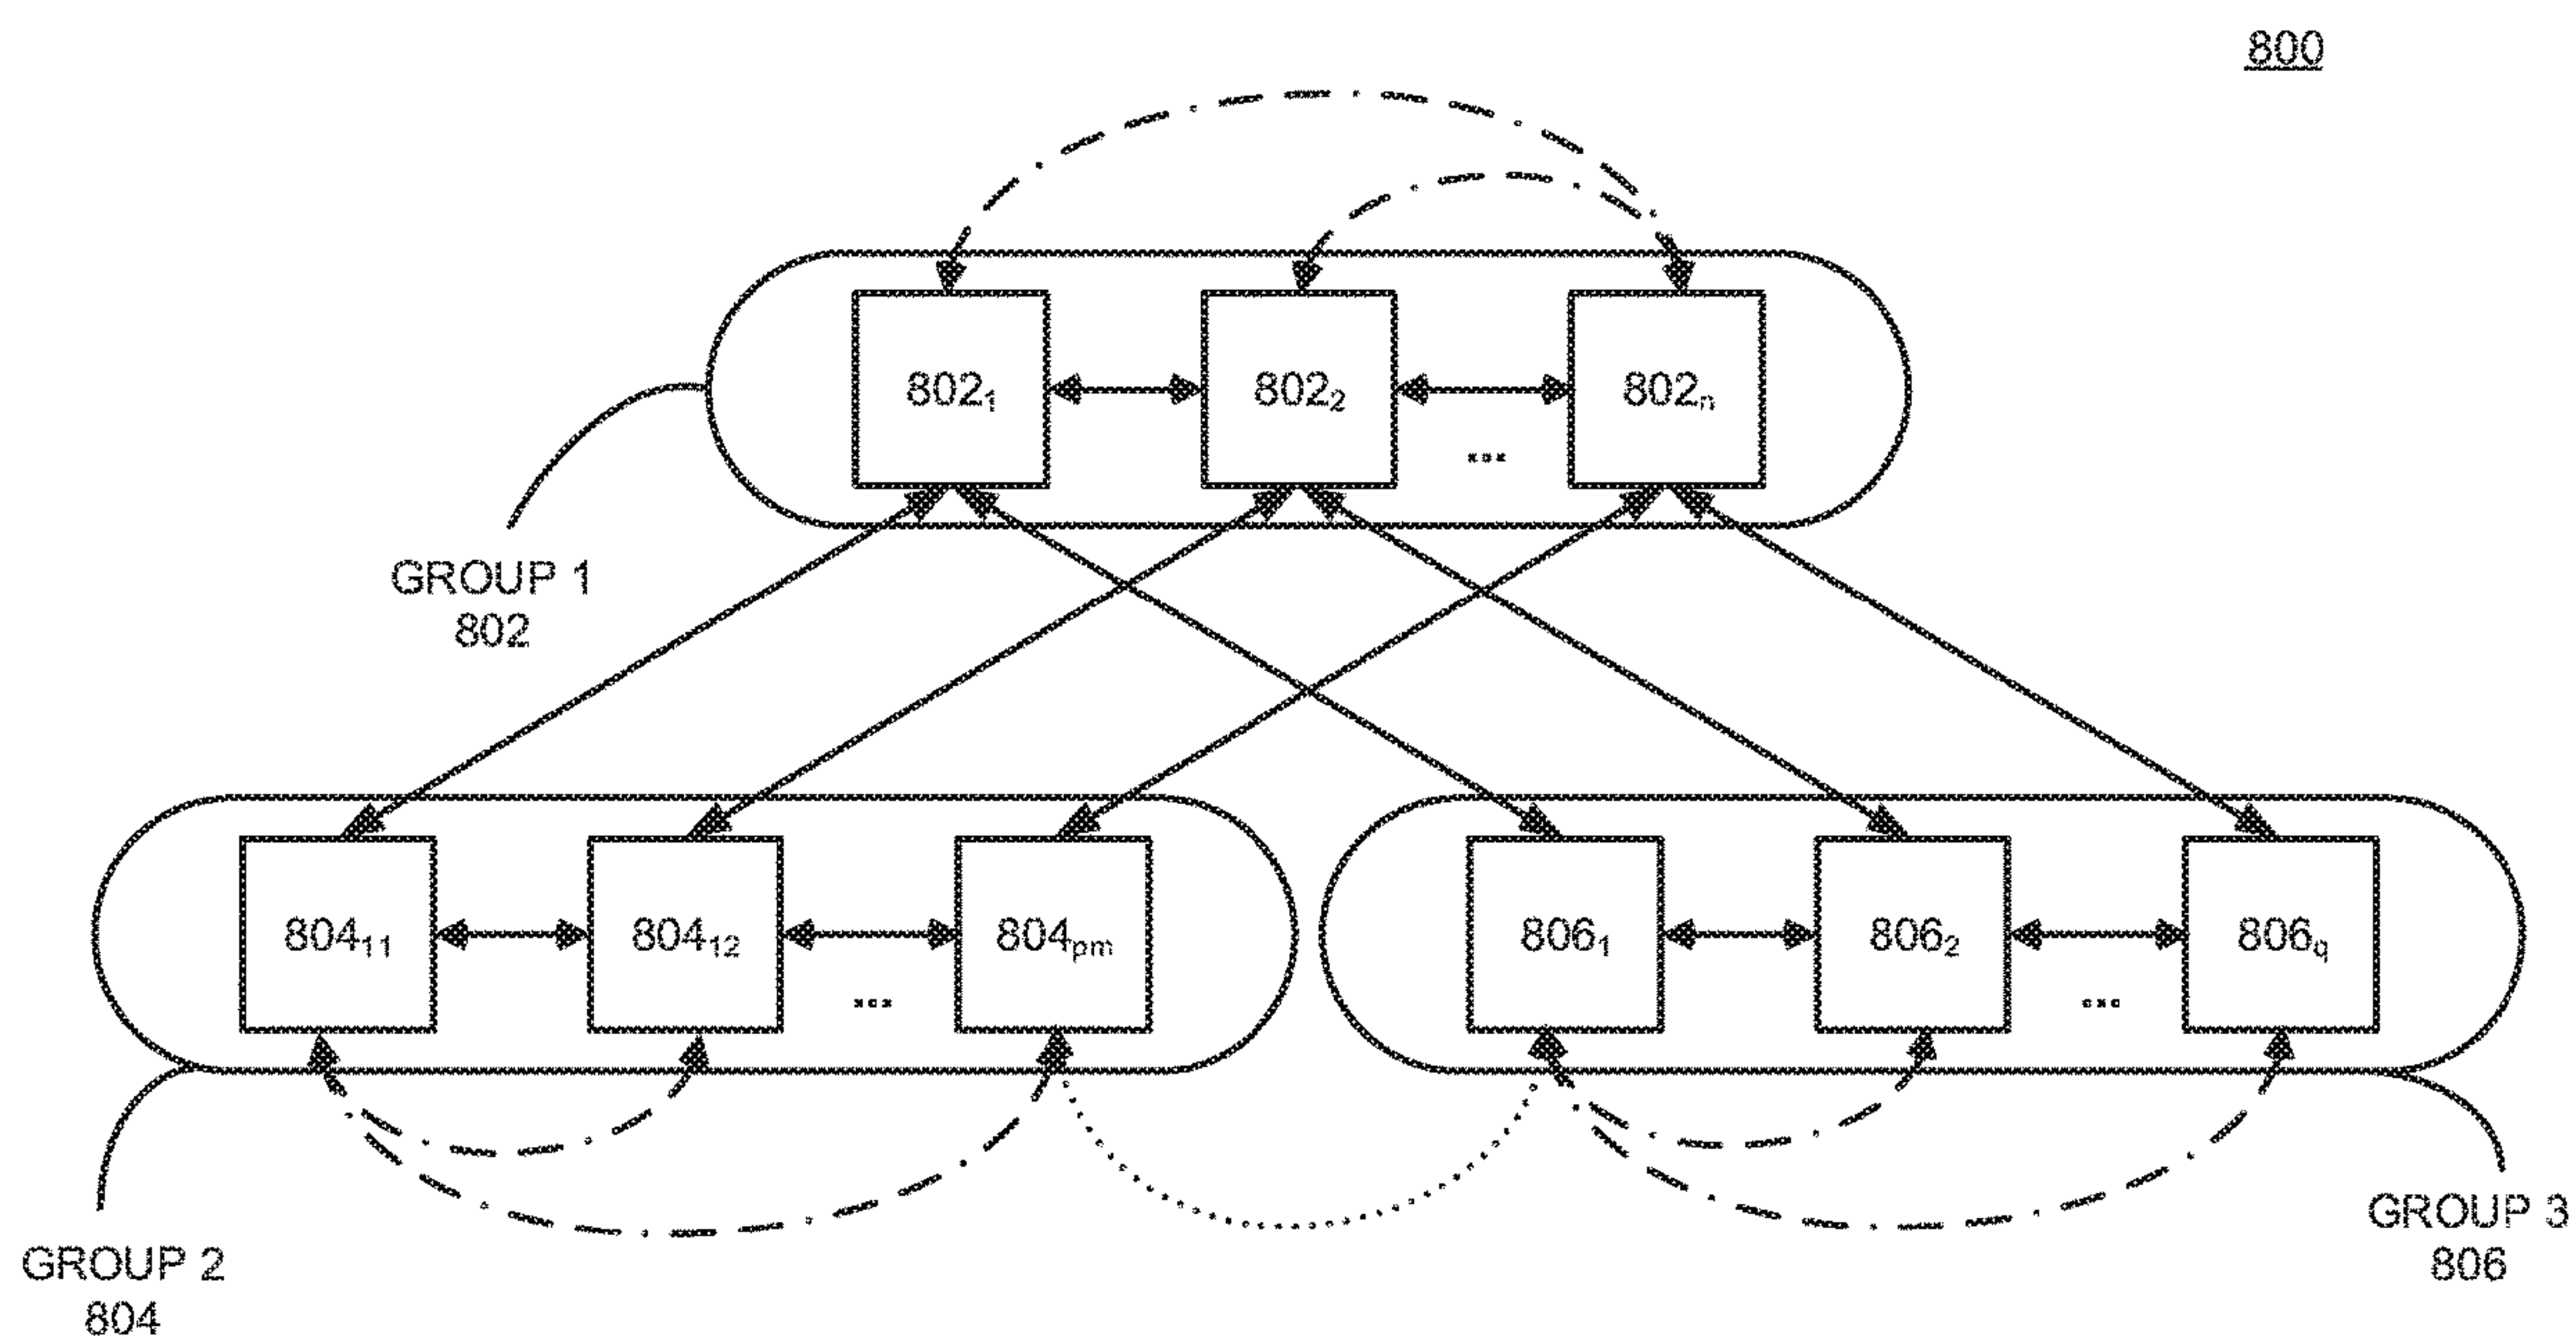 800
802₁ 802₂ ... 802ₙ
GROUP 1
802
804₁₁ 804₁₂ ... 804ₚₘ 806₁ 806₂ ... 806q
GROUP 2
804
GROUP 3
806